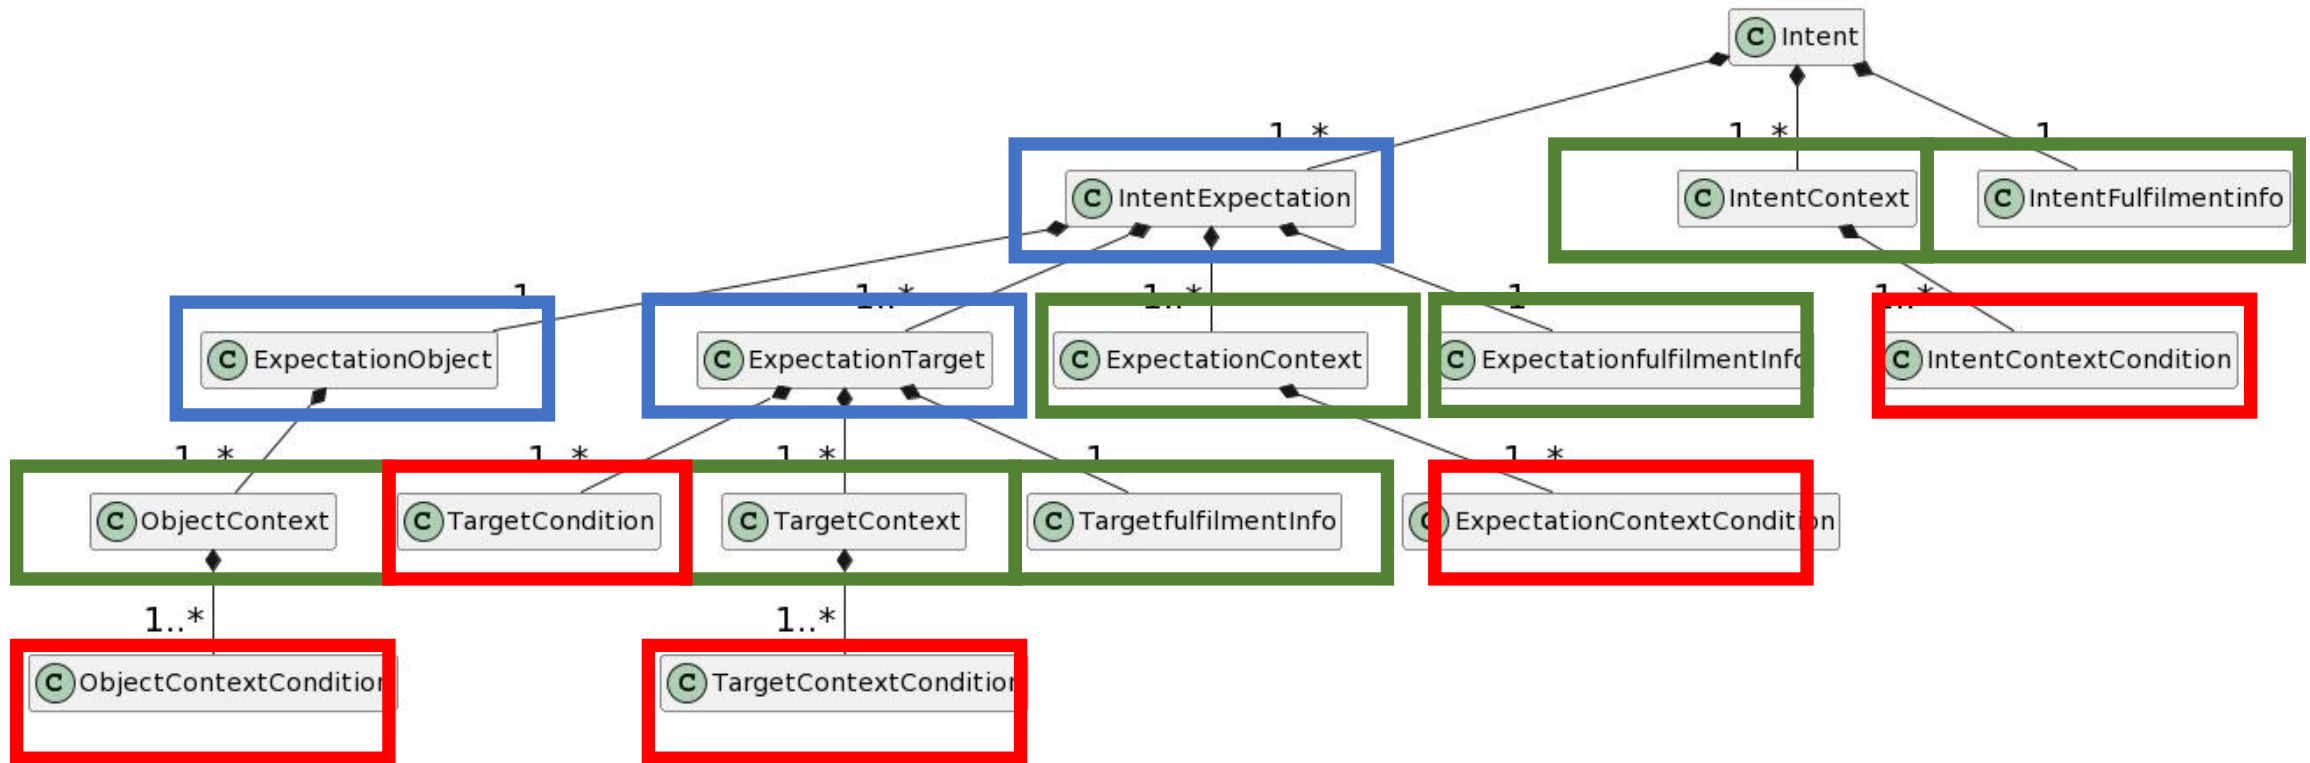 C Intent
1..* 1..* 1
C IntentExpectation C IntentContext C IntentFulfilmentinfo
1 1..* 1..* 1 1..*
C ExpectationObject C ExpectationTarget C ExpectationContext C ExpectationfulfilmentInfo C IntentContextCondition
1..* 1..* 1..* 1 1..*
C ObjectContext C TargetCondition C TargetContext C TargetfulfilmentInfo C ExpectationContextCondition
1..* 1..*
C ObjectContextCondition C TargetContextCondition